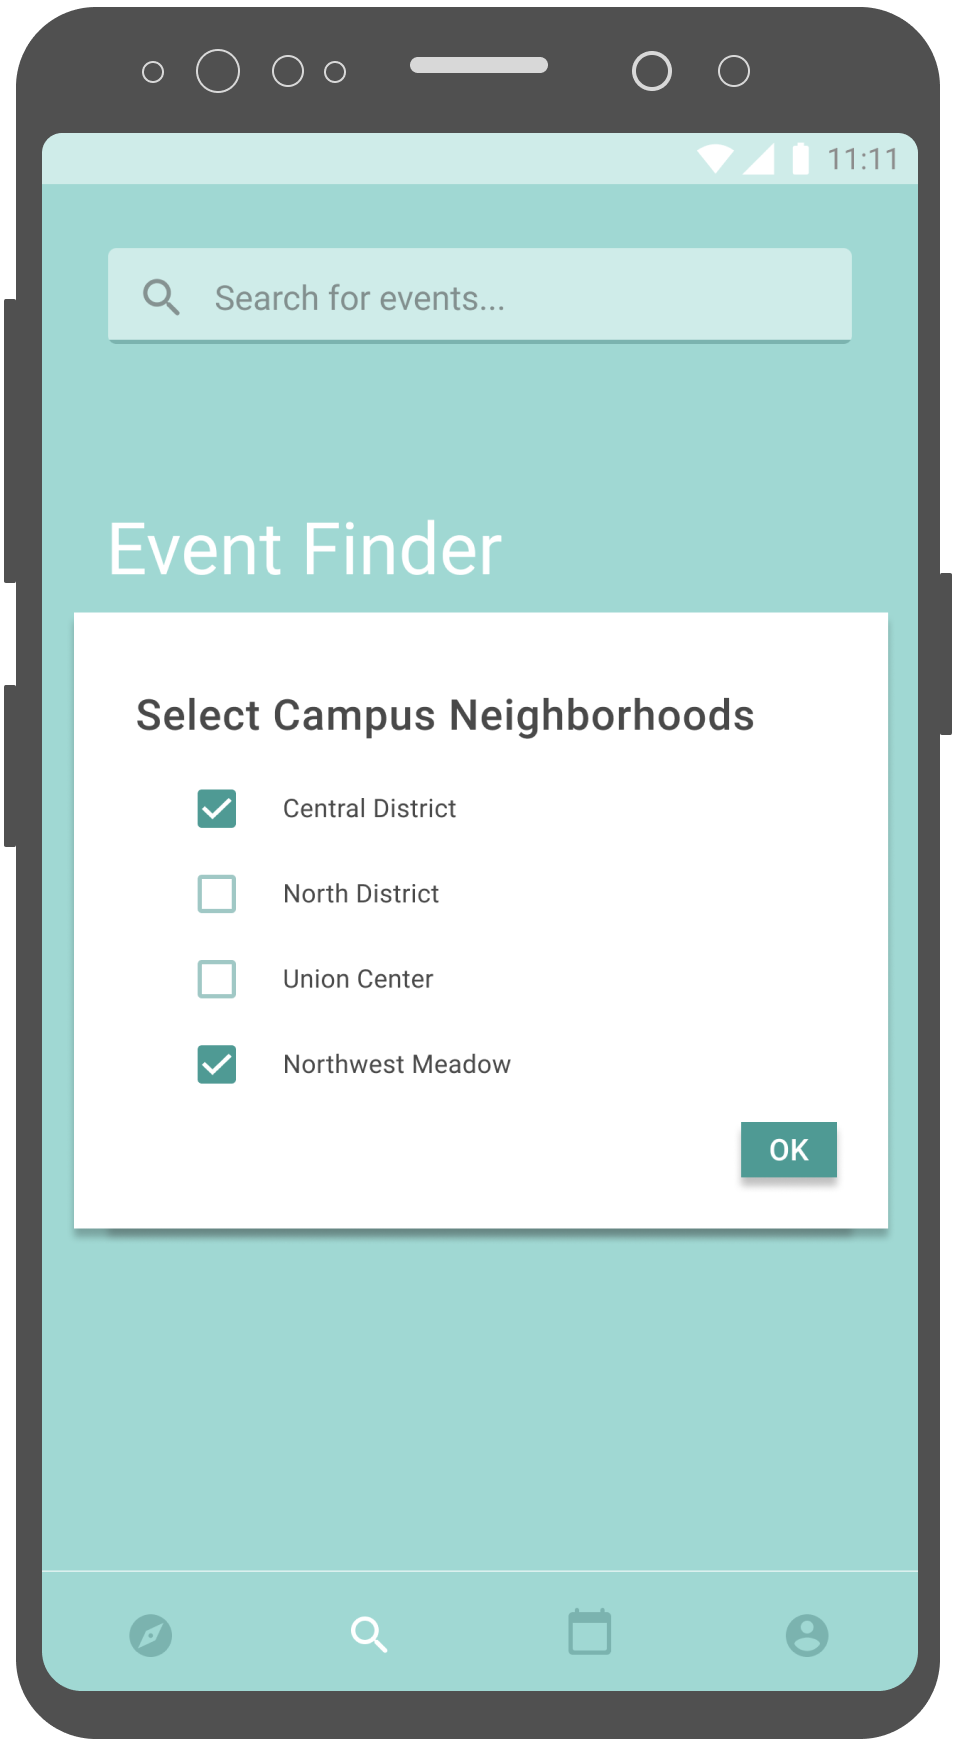 11:11
Search for events...
Event Finder
Select Campus Neighborhoods
Central District
North District
Union Center
Northwest Meadow
OK